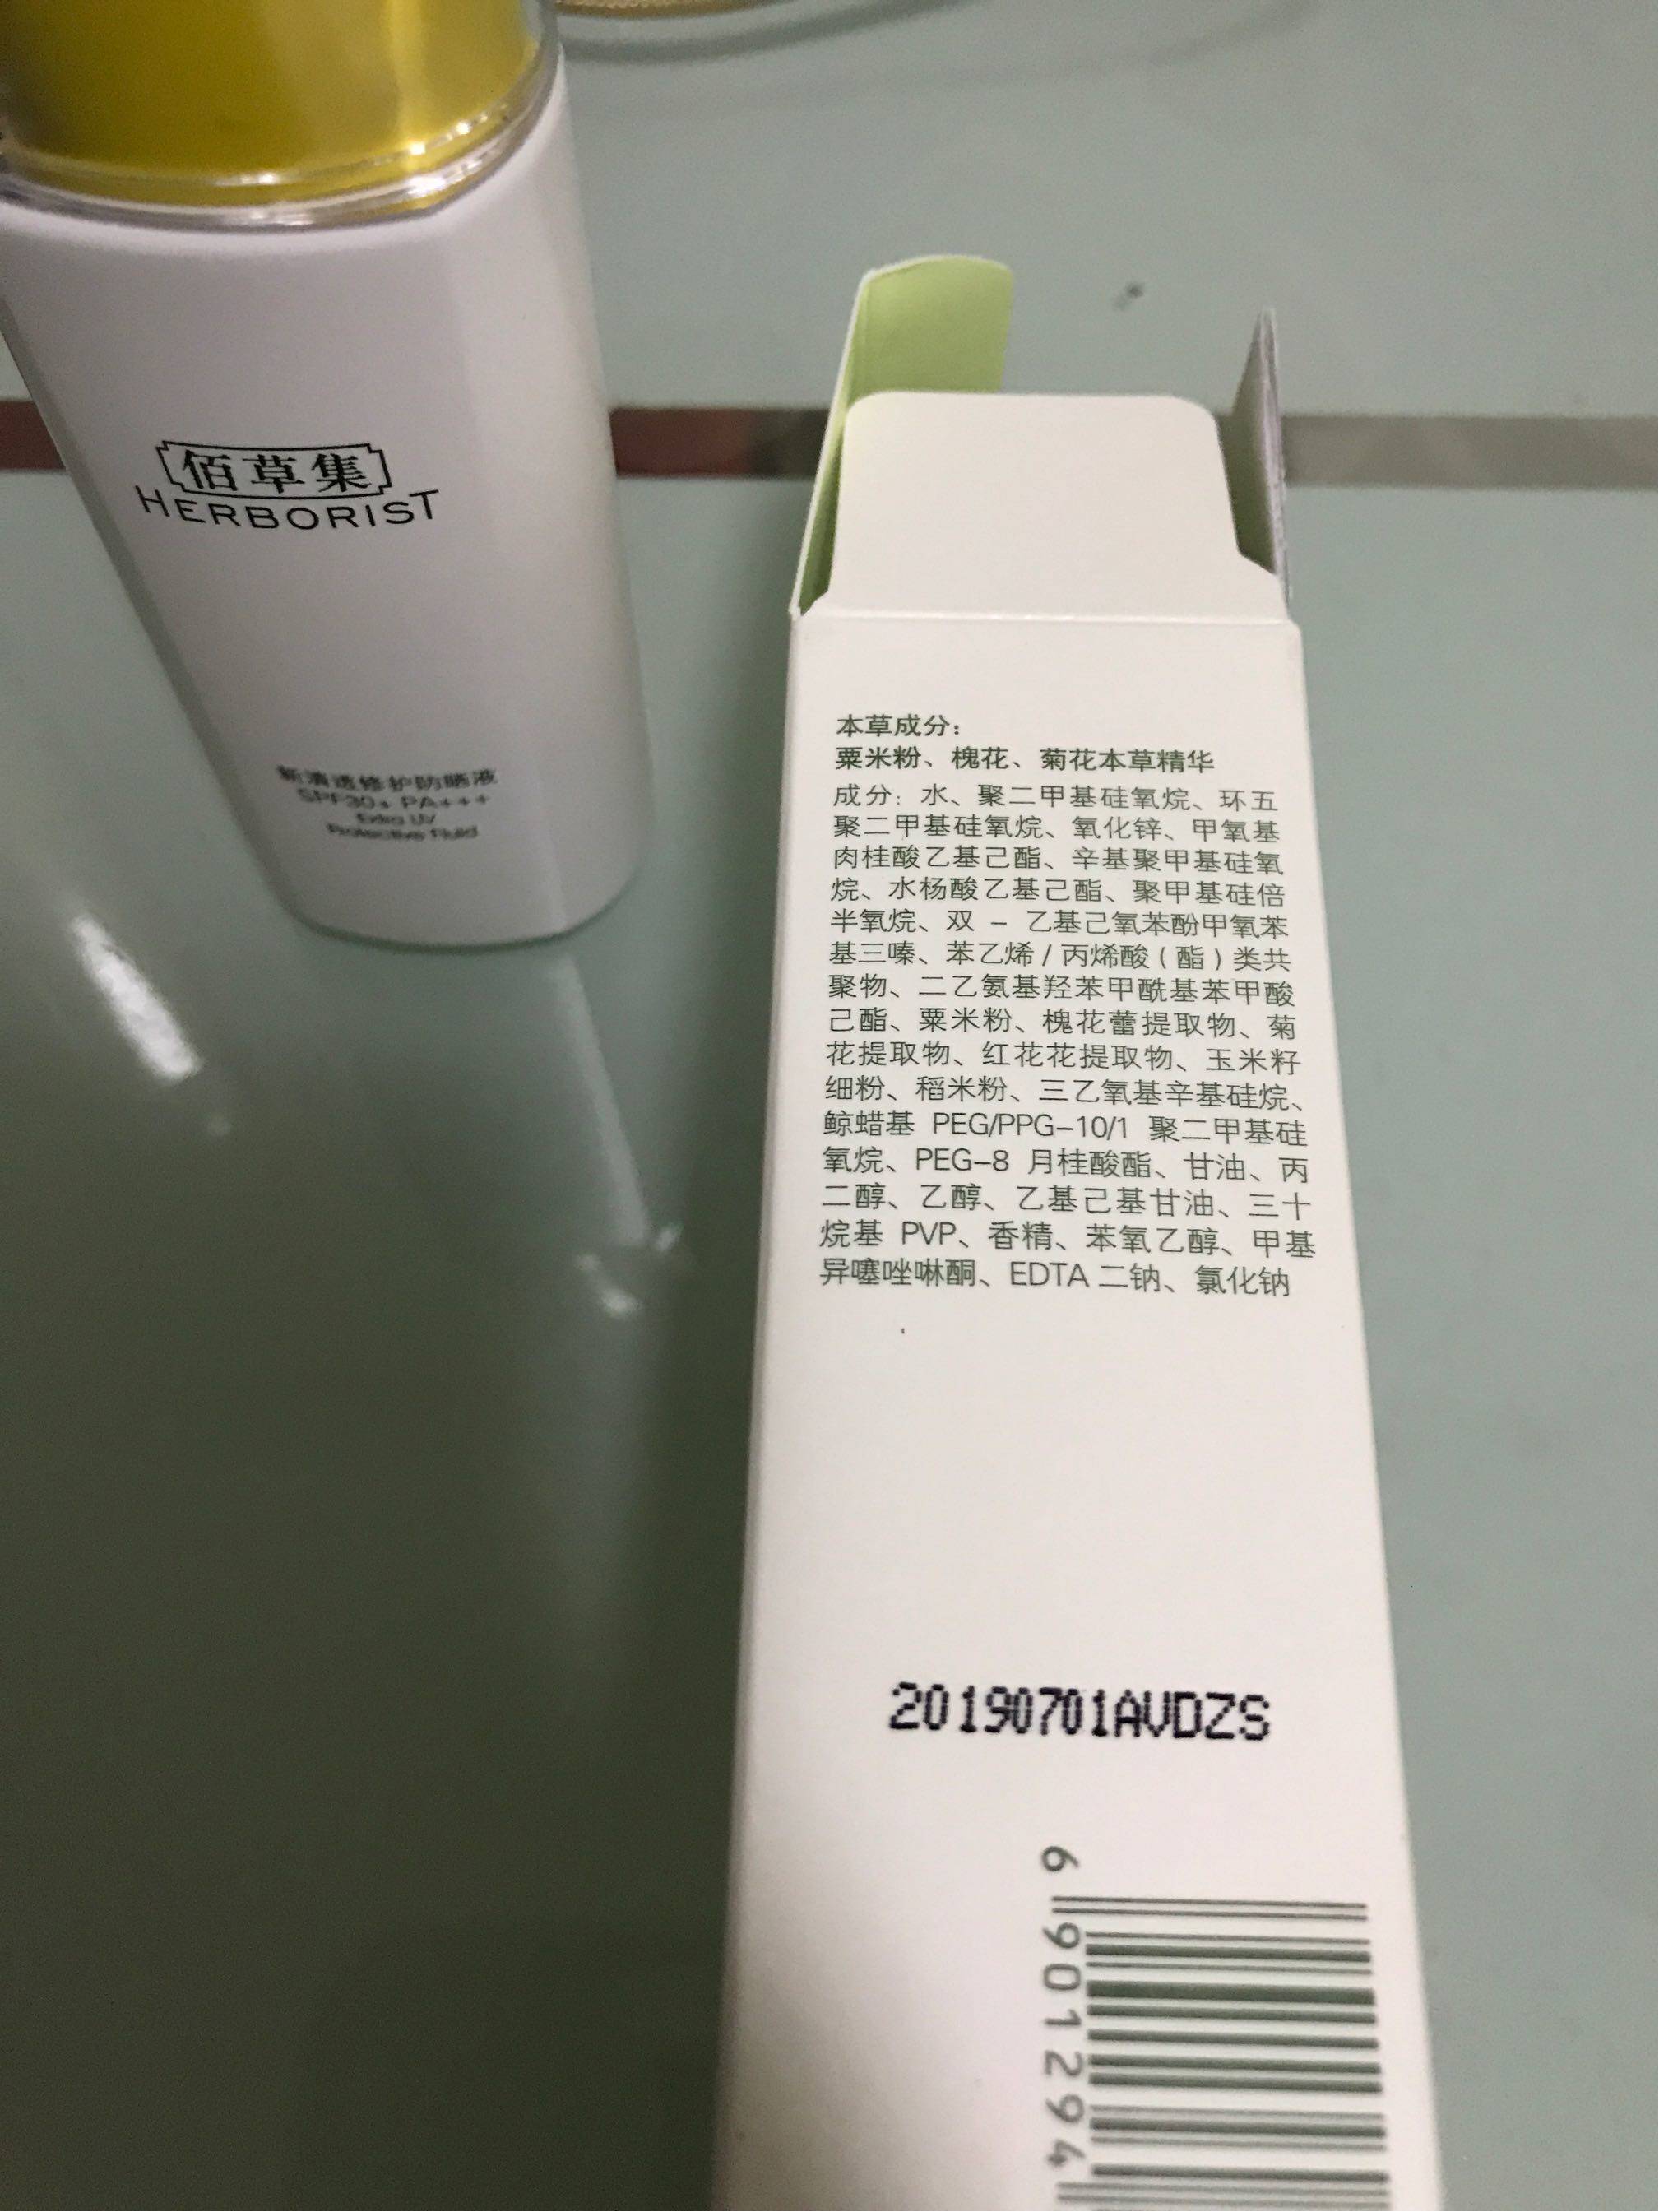 佰草集
HERBORIST
新清透修护防晒液
SPF30+ PA+++
Extra UV
Protective Fluid
本草成分：
粟米粉、槐花、菊花本草精华
成分：水、聚二甲基硅氧烷、环五
聚二甲基硅氧烷、氧化锌、甲氧基
肉桂酸乙基己酯、辛基聚甲基硅氧
烷、水杨酸乙基己酯、聚甲基硅倍
半氧烷、双 - 乙基己氧苯酚甲氧苯
基三嗪、苯乙烯 / 丙烯酸（酯）类共
聚物、二乙氨基羟苯甲酰基苯甲酸
己酯、粟米粉、槐花蕾提取物、菊
花提取物、红花花提取物、玉米籽
细粉、稻米粉、三乙氧基辛基硅烷、
鲸蜡基 PEG/PPG-10/1 聚二甲基硅
氧烷、PEG-8 月桂酸酯、甘油、丙
二醇、乙醇、乙基己基甘油、三十
烷基 PVP、香精、苯氧乙醇、甲基
异噻唑啉酮、EDTA 二钠、氯化钠
20190701AVDZS
6 901294